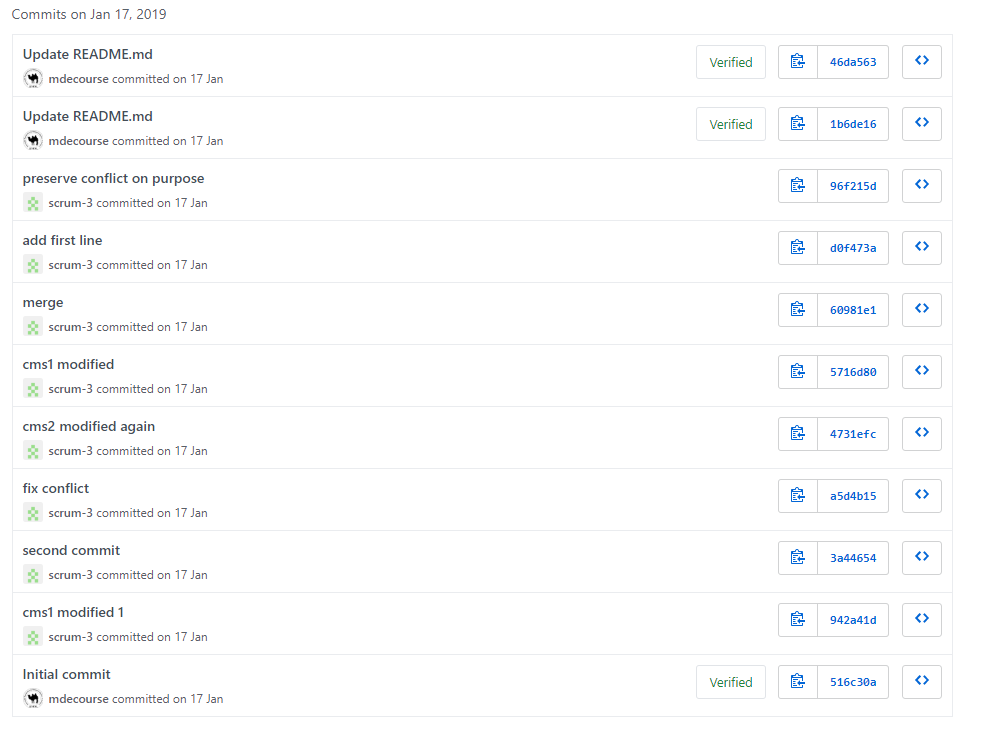 Commits on Jan 17, 2019
Update README.md
Verified
46da563
mdecourse committed on 17 Jan
Update README.md
Verified
1b6de16
mdecourse committed on 17 Jan
preserve conflict on purpose
96f215d
scrum-3 committed on 17 Jan
add first line
d0f473a
scrum-3 committed on 17 Jan
merge
60981e1
scrum-3 committed on 17 Jan
cms1 modified
5716d80
scrum-3 committed on 17 Jan
cms2 modified again
4731efc
scrum-3 committed on 17 Jan
fix conflict
a5d4b15
scrum-3 committed on 17 Jan
second commit
3a44654
scrum-3 committed on 17 Jan
cms1 modified 1
942a41d
scrum-3 committed on 17 Jan
Initial commit
Verified
516c30a
mdecourse committed on 17 Jan